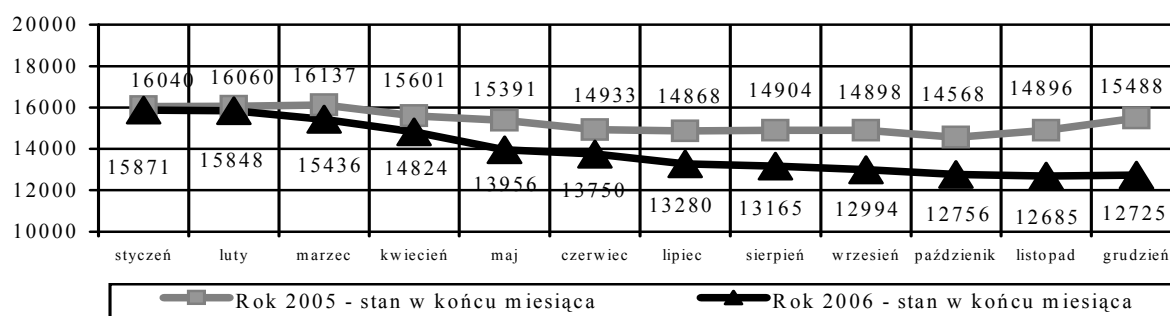 20000
18000
16000
14000
12000
10000
16040 16060 16137 15601 15391 14933 14868 14904 14898 14568 14896 15488
15871 15848 15436 14824 13956 13750 13280 13165 12994 12756 12685 12725
styczeń luty marzec kwiecień maj czerwiec lipiec sierpień wrzesień październik listopad grudzień
Rok 2005 - stan w końcu miesiąca Rok 2006 - stan w końcu miesiąca